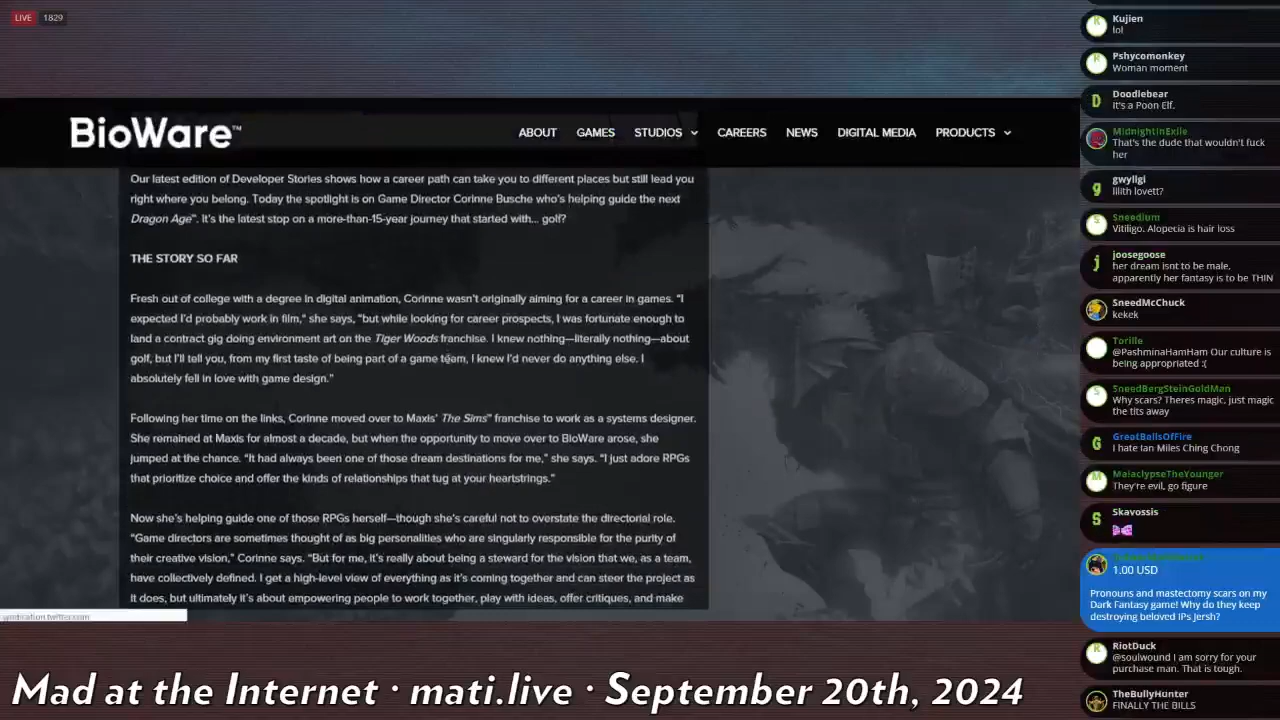 LIVE 1829
BioWare™
ABOUT GAMES STUDIOS CAREERS NEWS DIGITAL MEDIA PRODUCTS
Our latest edition of Developer Stories shows how a career path can take you to different places but still lead you
right where you belong. Today the spotlight is on Game Director Corinne Busche who's helping guide the next
Dragon Age™. It's the latest stop on a more-than-15-year journey that started with... golf?
THE STORY SO FAR
Fresh out of college with a degree in digital animation, Corinne wasn't originally aiming for a career in games. "I
expected I'd probably work in film," she says, "but while looking for career prospects, I was fortunate enough to
land a contract gig doing environment art on the Tiger Woods franchise. I knew nothing—literally nothing—about
golf, but I'll tell you, from my first taste of being part of a game team, I knew I'd never do anything else. I
absolutely fell in love with game design."
Following her time on the links, Corinne moved over to Maxis' The Sims™ franchise to work as a systems designer.
She remained at Maxis for almost a decade, but when the opportunity to move over to BioWare arose, she
jumped at the chance. "It had always been one of those dream destinations for me," she says. "I just adore RPGs
that prioritize choice and offer the kinds of relationships that tug at your heartstrings."
Now she's helping guide one of those RPGs herself—though she's careful not to overstate the directorial role.
"Game directors are sometimes thought of as big personalities who are singularly responsible for the purity of
their creative vision," Corinne says. "But for me, it's really about being a steward for the vision that we, as a team,
have collectively defined. I get a high-level view of everything as it's coming together and can steer the project as
it does, but ultimately it's about empowering people to work together, play with ideas, offer critiques, and make
syndication.twitter.com
Mad at the Internet · mati.live · September 20th, 2024
K
Kujien
lol
R
Pshycomonkey
Woman moment
D
Doodlebear
It's a Poon Elf.
MidnightInExile
That's the dude that wouldn't fuck
her
g
gwyllgi
lilith lovett?
S
Sneedium
Vitiligo. Alopecia is hair loss
j
joosegoose
her dream isnt to be male,
apparently her fantasy is to be THIN
SneedMcChuck
kekek
Torille
@PashminaHamHam Our culture is
being appropriated :(
S
SneedBergSteinGoldMan
Why scars? Theres magic, just magic
the tits away
G
GreatBallsOfFire
I hate Ian Miles Ching Chong
M
MalaclypseTheYounger
They're evil, go figure
S
Skavossis
1.00 USD
Pronouns and mastectomy scars on my
Dark Fantasy game! Why do they keep
destroying beloved IPs Jersh?
R
RiotDuck
@soulwound I am sorry for your
purchase man. That is tough.
TheBullyHunter
FINALLY THE BILLS